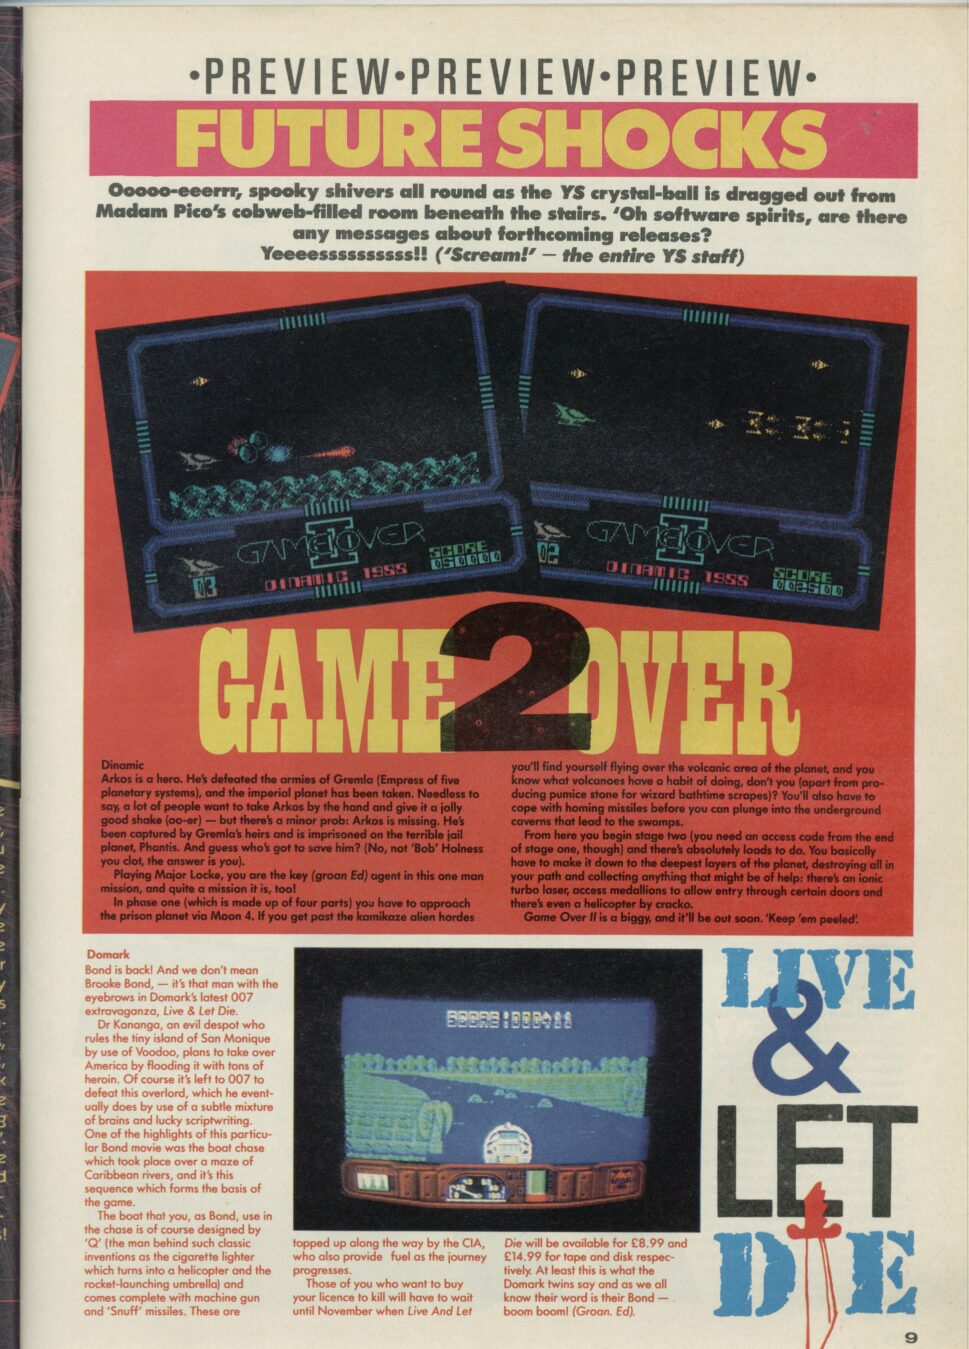 •PREVIEW•PREVIEW•PREVIEW•
FUTURE SHOCKS
Ooooo-eeerrr, spooky shivers all round as the YS crystal-ball is dragged out from
Madam Pico's cobweb-filled room beneath the stairs. 'Oh software spirits, are there
any messages about forthcoming releases?
Yeeeesssssssssss!! ('Scream!' — the entire YS staff)
GAME OVER
II
DINAMIC 1988
SCORE
050000
03
GAME OVER
II
DINAMIC 1988
SCORE
002500
02
GAME 2 OVER
Dinamic
Arkos is a hero. He's defeated the armies of Gremla (Empress of five
planetary systems), and the imperial planet has been taken. Needless to
say, a lot of people want to take Arkos by the hand and give it a jolly
good shake (oo-er) — but there's a minor prob: Arkos is missing. He's
been captured by Gremla's heirs and is imprisoned on the terrible jail
planet, Phantis. And guess who's got to save him? (No, not 'Bob' Holness
you clot, the answer is you).
Playing Major Locke, you are the key (groan Ed) agent in this one man
mission, and quite a mission it is, too!
In phase one (which is made up of four parts) you have to approach
the prison planet via Moon 4. If you get past the kamikaze alien hordes
you'll find yourself flying over the volcanic area of the planet, and you
know what volcanoes have a habit of doing, don't you (apart from pro-
ducing pumice stone for wizard bathtime scrapes)? You'll also have to
cope with homing missiles before you can plunge into the underground
caverns that lead to the swamps.
From here you begin stage two (you need an access code from the end
of stage one, though) and there's absolutely loads to do. You basically
have to make it down to the deepest layers of the planet, destroying all in
your path and collecting anything that might be of help: there's an ionic
turbo laser, access medallions to allow entry through certain doors and
there's even a helicopter by cracko.
Game Over II is a biggy, and it'll be out soon. 'Keep 'em peeled'.
Domark
Bond is back! And we don't mean
Brooke Bond, — it's that man with the
eyebrows in Domark's latest 007
extravaganza, Live & Let Die.
Dr Kananga, an evil despot who
rules the tiny island of San Monique
by use of Voodoo, plans to take over
America by flooding it with tons of
heroin. Of course it's left to 007 to
defeat this overlord, which he event-
ually does by use of a subtle mixture
of brains and lucky scriptwriting.
One of the highlights of this particu-
lar Bond movie was the boat chase
which took place over a maze of
Caribbean rivers, and it's this
sequence which forms the basis of
the game.
The boat that you, as Bond, use in
the chase is of course designed by
'Q' (the man behind such classic
inventions as the cigarette lighter
which turns into a helicopter and the
rocket-launching umbrella) and
comes complete with machine gun
and 'Snuff' missiles. These are
topped up along the way by the CIA,
who also provide fuel as the journey
progresses.
Those of you who want to buy
your licence to kill will have to wait
until November when Live And Let
Die will be available for £8.99 and
£14.99 for tape and disk respec-
tively. At least this is what the
Domark twins say and as we all
know their word is their Bond —
boom boom! (Groan. Ed).
LIVE
&
LET
DIE
9